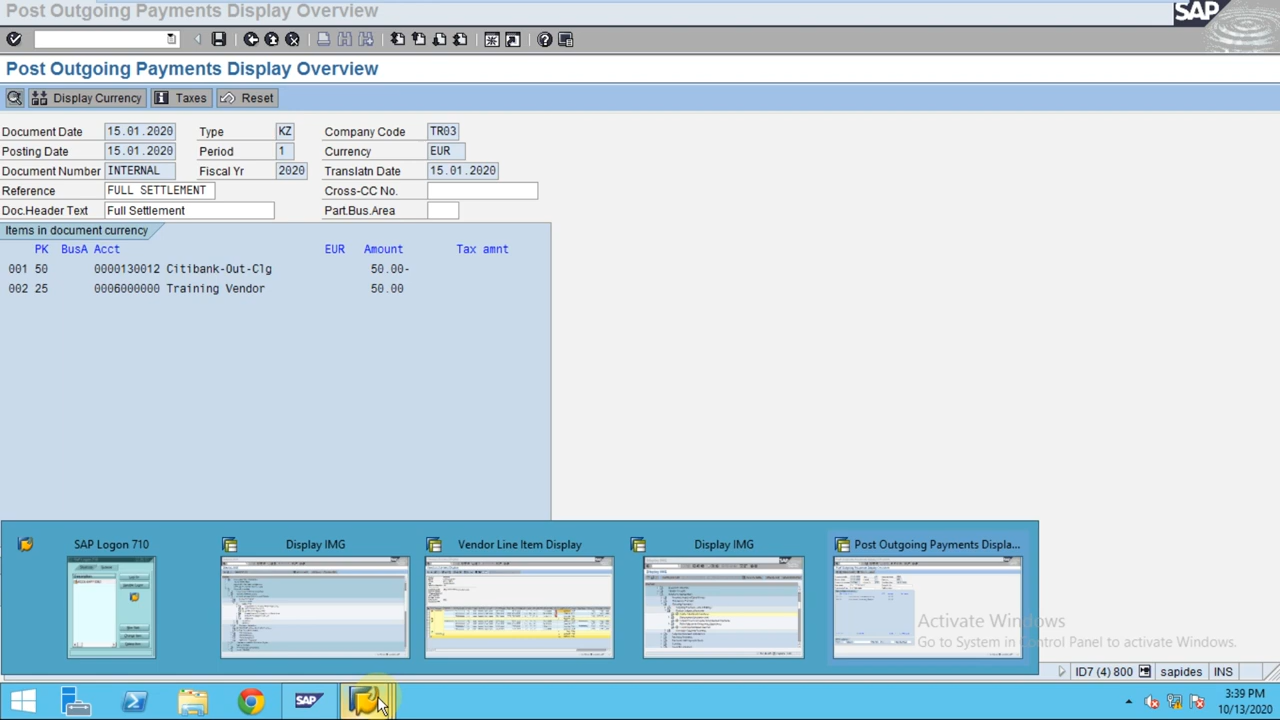 Post Outgoing Payments Display Overview
SAP
Post Outgoing Payments Display Overview
Display Currency Taxes Reset
Document Date 15.01.2020 Type KZ Company Code TR03
Posting Date 15.01.2020 Period 1 Currency EUR
Document Number INTERNAL Fiscal Yr 2020 Translatn Date 15.01.2020
Reference FULL SETTLEMENT Cross-CC No.
Doc.Header Text Full Settlement Part.Bus.Area
Items in document currency
PK BusA Acct EUR Amount Tax amnt
001 50 0000130012 Citibank-Out-Clg 50.00-
002 25 0006000000 Training Vendor 50.00
SAP Logon 710 Display IMG Vendor Line Item Display Display IMG Post Outgoing Payments Displa...
Activate Windows
Go to System in Control Panel to activate Windows.
ID7 (4) 800 sapides INS
SAP
3:39 PM
10/13/2020